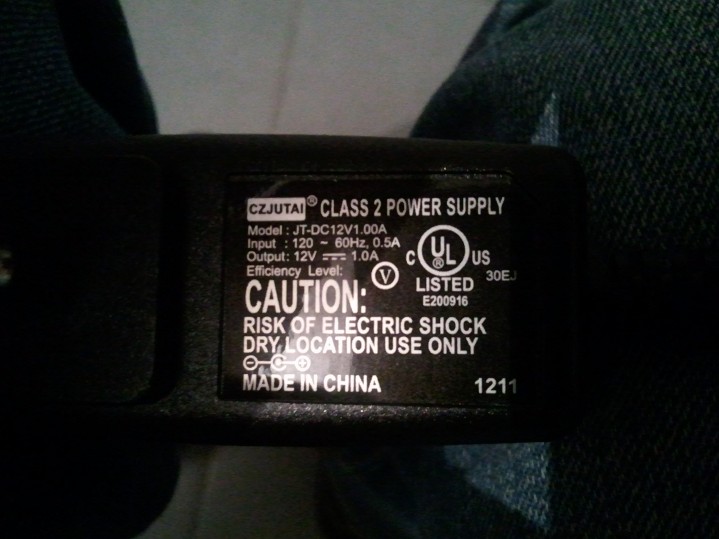 CZJUTAI® CLASS 2 POWER SUPPLY
Model : JT-DC12V1.00A
Input : 120 ~ 60Hz, 0.5A
Output: 12V ⎓ 1.0A
Efficiency Level: V
C UL® US
LISTED
30EJ
E200916
CAUTION:
RISK OF ELECTRIC SHOCK
DRY LOCATION USE ONLY
MADE IN CHINA
1211